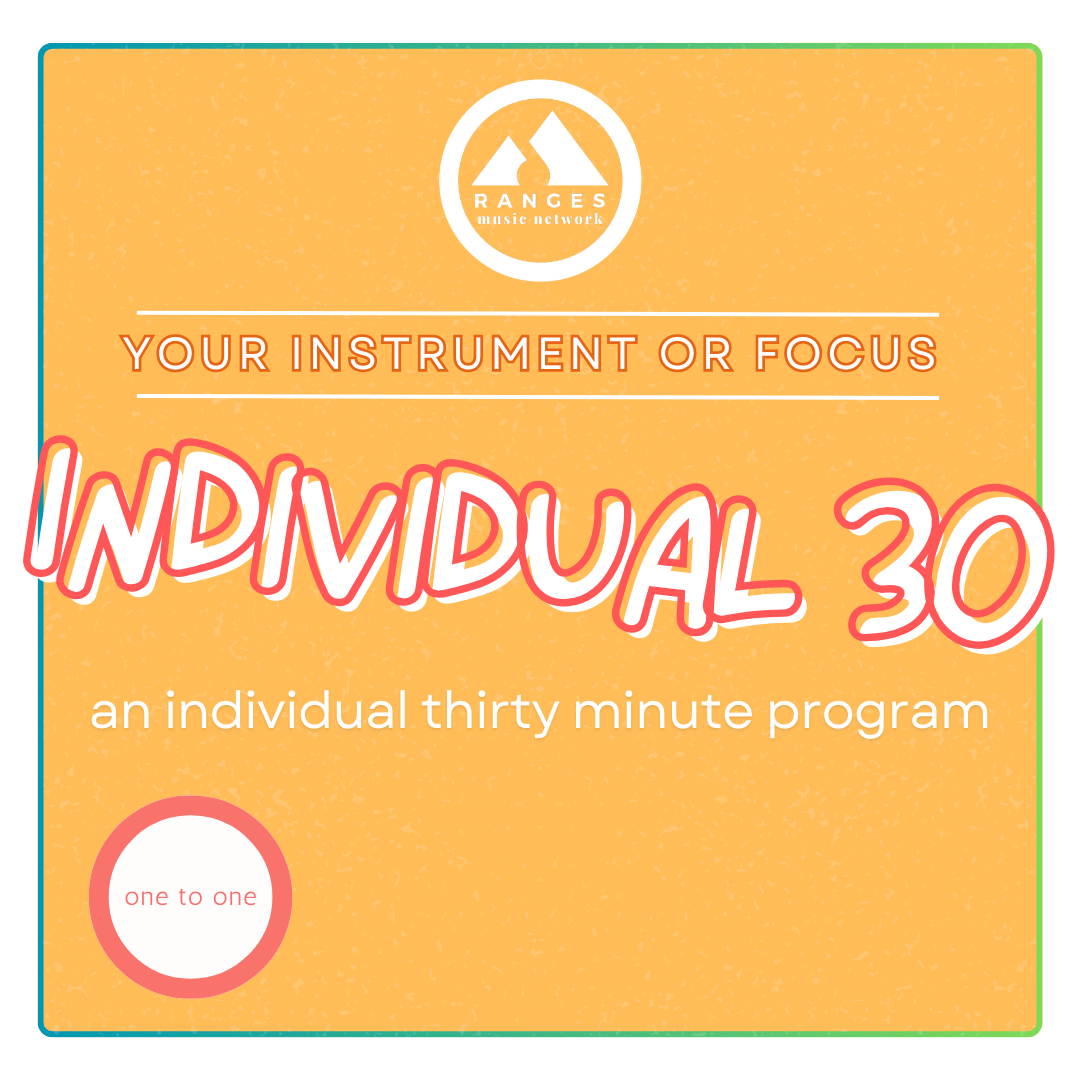 RANGES
music network
YOUR INSTRUMENT OR FOCUS
INDIVIDUAL 30
an individual thirty minute program
one to one